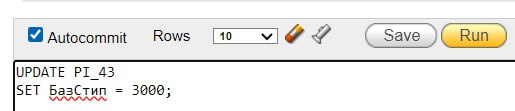 Autocommit Rows 10 Save Run
UPDATE PI_43
SET БазСтип = 3000;